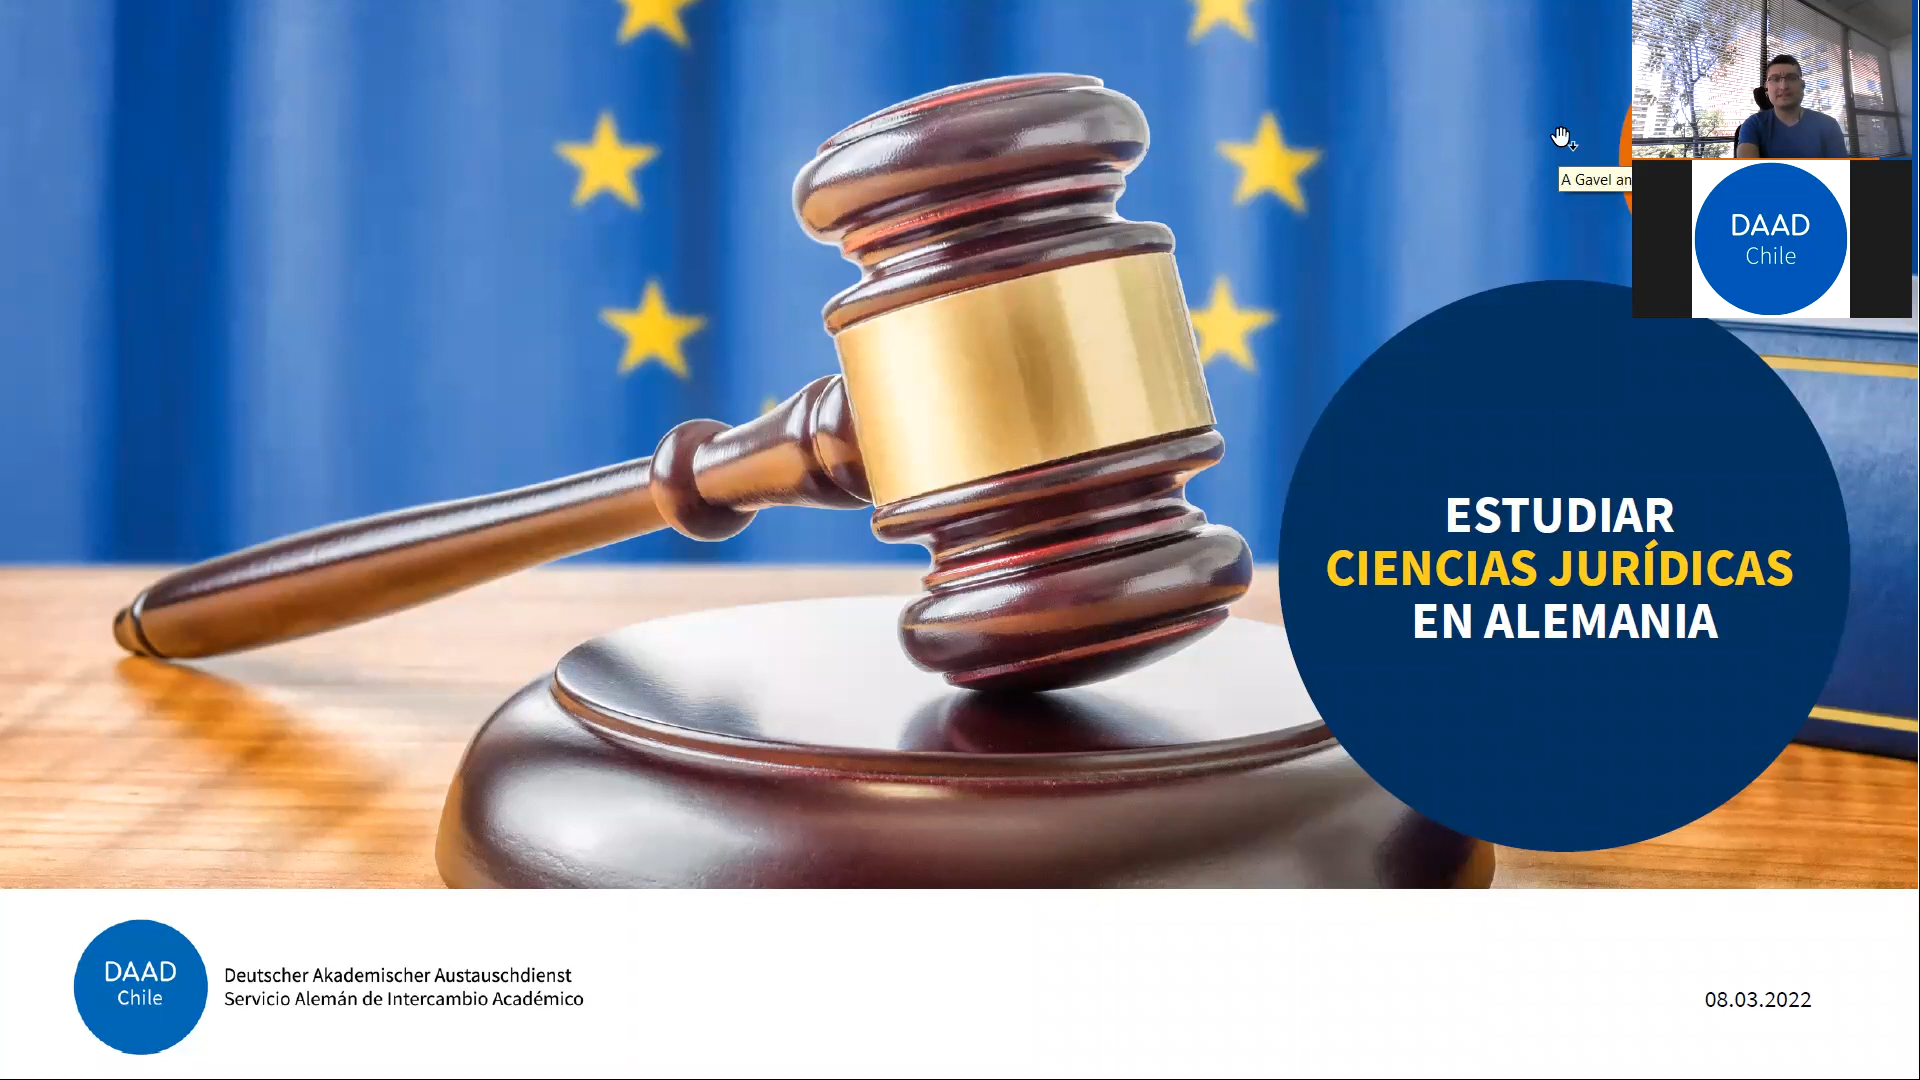 A Gavel an
DAAD
Chile
ESTUDIAR
CIENCIAS JURÍDICAS
EN ALEMANIA
DAAD
Chile
Deutscher Akademischer Austauschdienst
Servicio Alemán de Intercambio Académico
08.03.2022